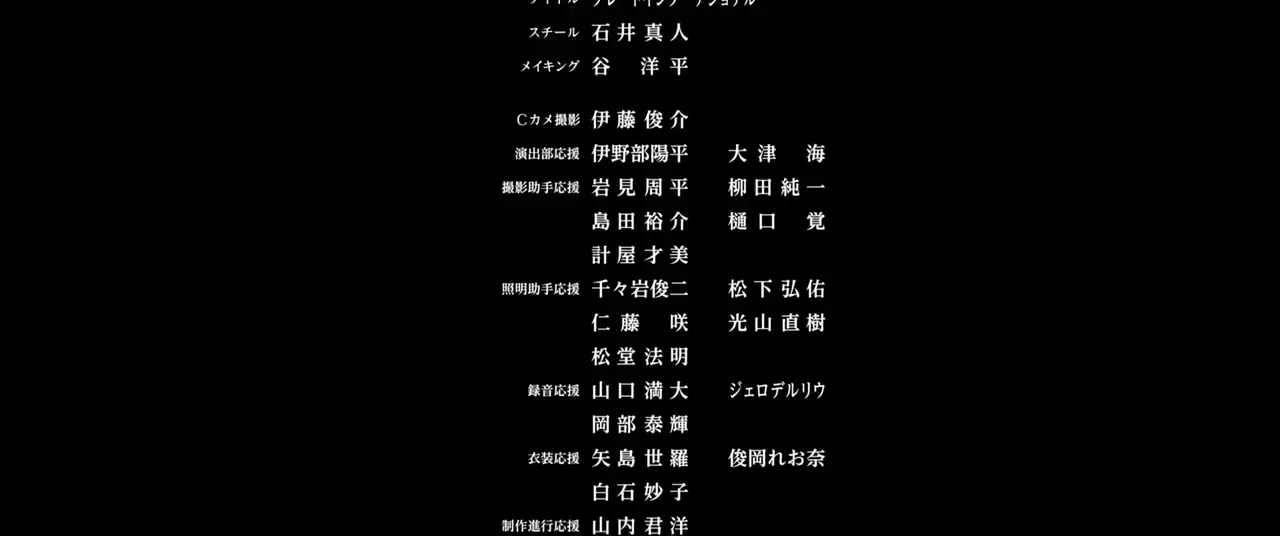 スチール 石井真人
メイキング 谷 洋平
Cカメ撮影 伊藤俊介
演出部応援 伊野部陽平 大津 海
撮影助手応援 岩見周平 柳田純一
島田裕介 樋口 覚
計屋才美
照明助手応援 千々岩俊二 松下弘佑
仁藤 咲 光山直樹
松堂法明
録音応援 山口満大 ジェロデルリウ
岡部泰輝
衣装応援 矢島世羅 俊岡れお奈
白石妙子
制作進行応援 山内君洋